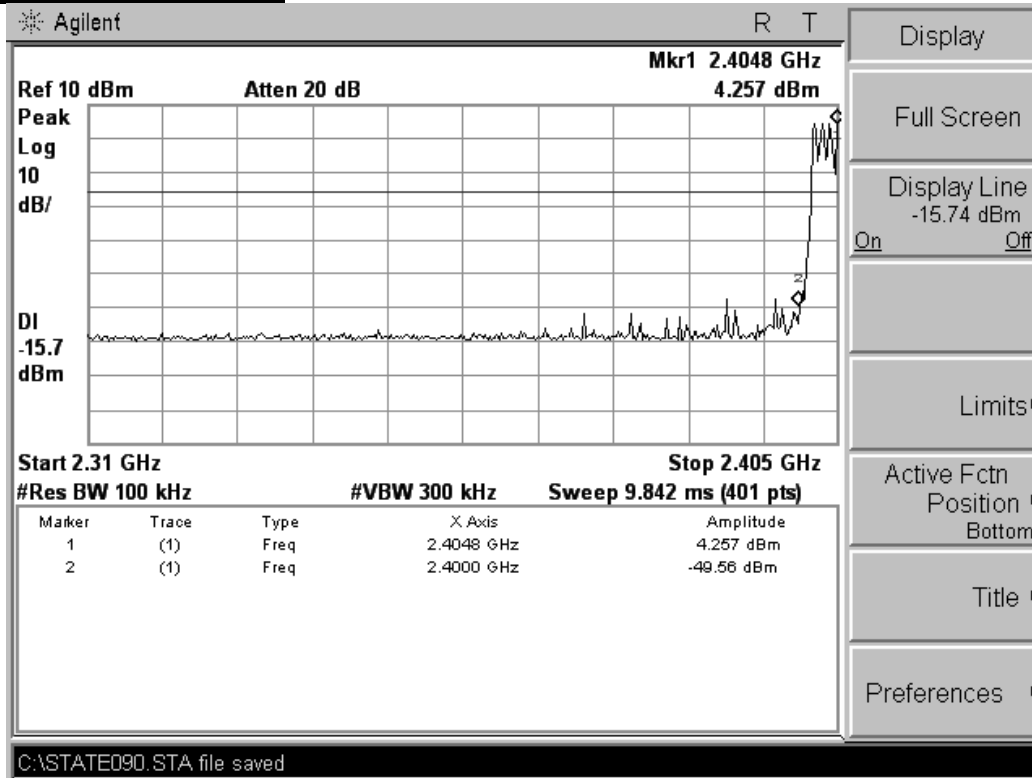 Agilent
R T
Mkr1 2.4048 GHz
Ref 10 dBm Atten 20 dB 4.257 dBm
Peak
Log
10
dB/
2
DI
-15.7
dBm
Start 2.31 GHz Stop 2.405 GHz
#Res BW 100 kHz #VBW 300 kHz Sweep 9.842 ms (401 pts)
Marker Trace Type X Axis Amplitude
1 (1) Freq 2.4048 GHz 4.257 dBm
2 (1) Freq 2.4000 GHz -49.56 dBm
C:\STATE090.STA file saved
Display
Full Screen
Display Line
-15.74 dBm
On Off
Limits
Active Fctn
Position
Bottom
Title
Preferences